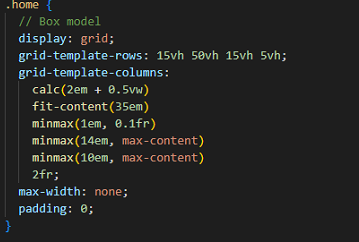 .home {
// Box model
display: grid;
grid-template-rows: 15vh 50vh 15vh 5vh;
grid-template-columns:
calc(2em + 0.5vw)
fit-content(35em)
minmax(1em, 0.1fr)
minmax(14em, max-content)
minmax(10em, max-content)
2fr;
max-width: none;
padding: 0;
}